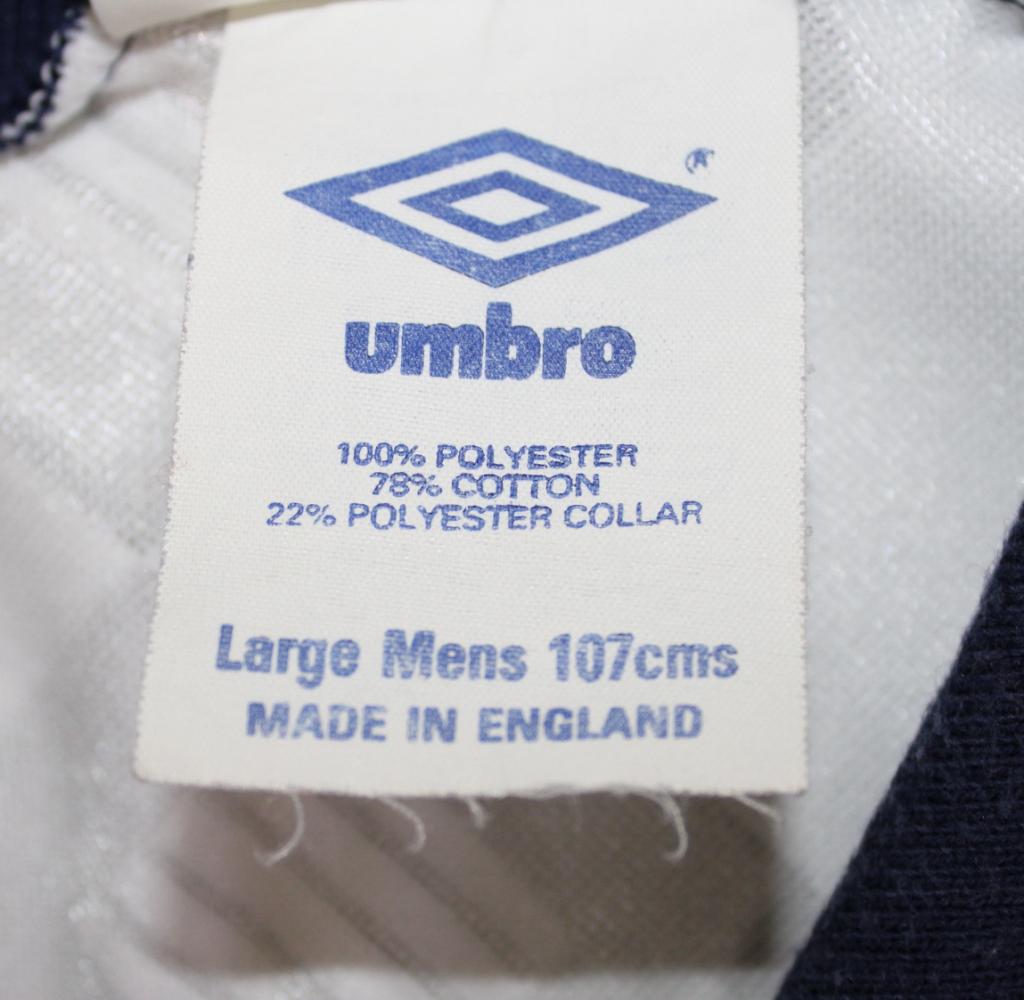 ®
umbro
100% POLYESTER
78% COTTON
22% POLYESTER COLLAR
Large Mens 107cms
MADE IN ENGLAND